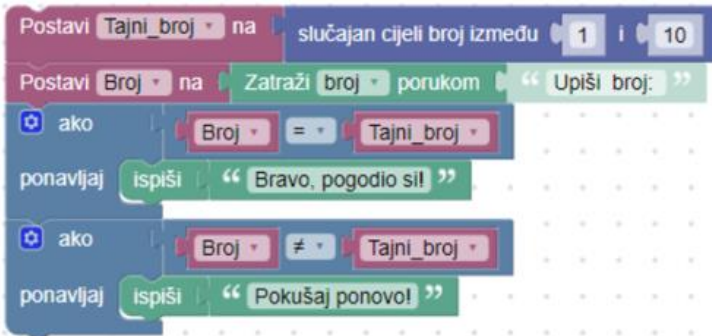 Postavi Tajni_broj na slučajan cijeli broj između 1 i 10
Postavi Broj na Zatraži broj porukom “ Upiši broj: ”
ako Broj = Tajni_broj
ponavljaj ispiši “ Bravo, pogodio si! ”
ako Broj ≠ Tajni_broj
ponavljaj ispiši “ Pokušaj ponovo! ”